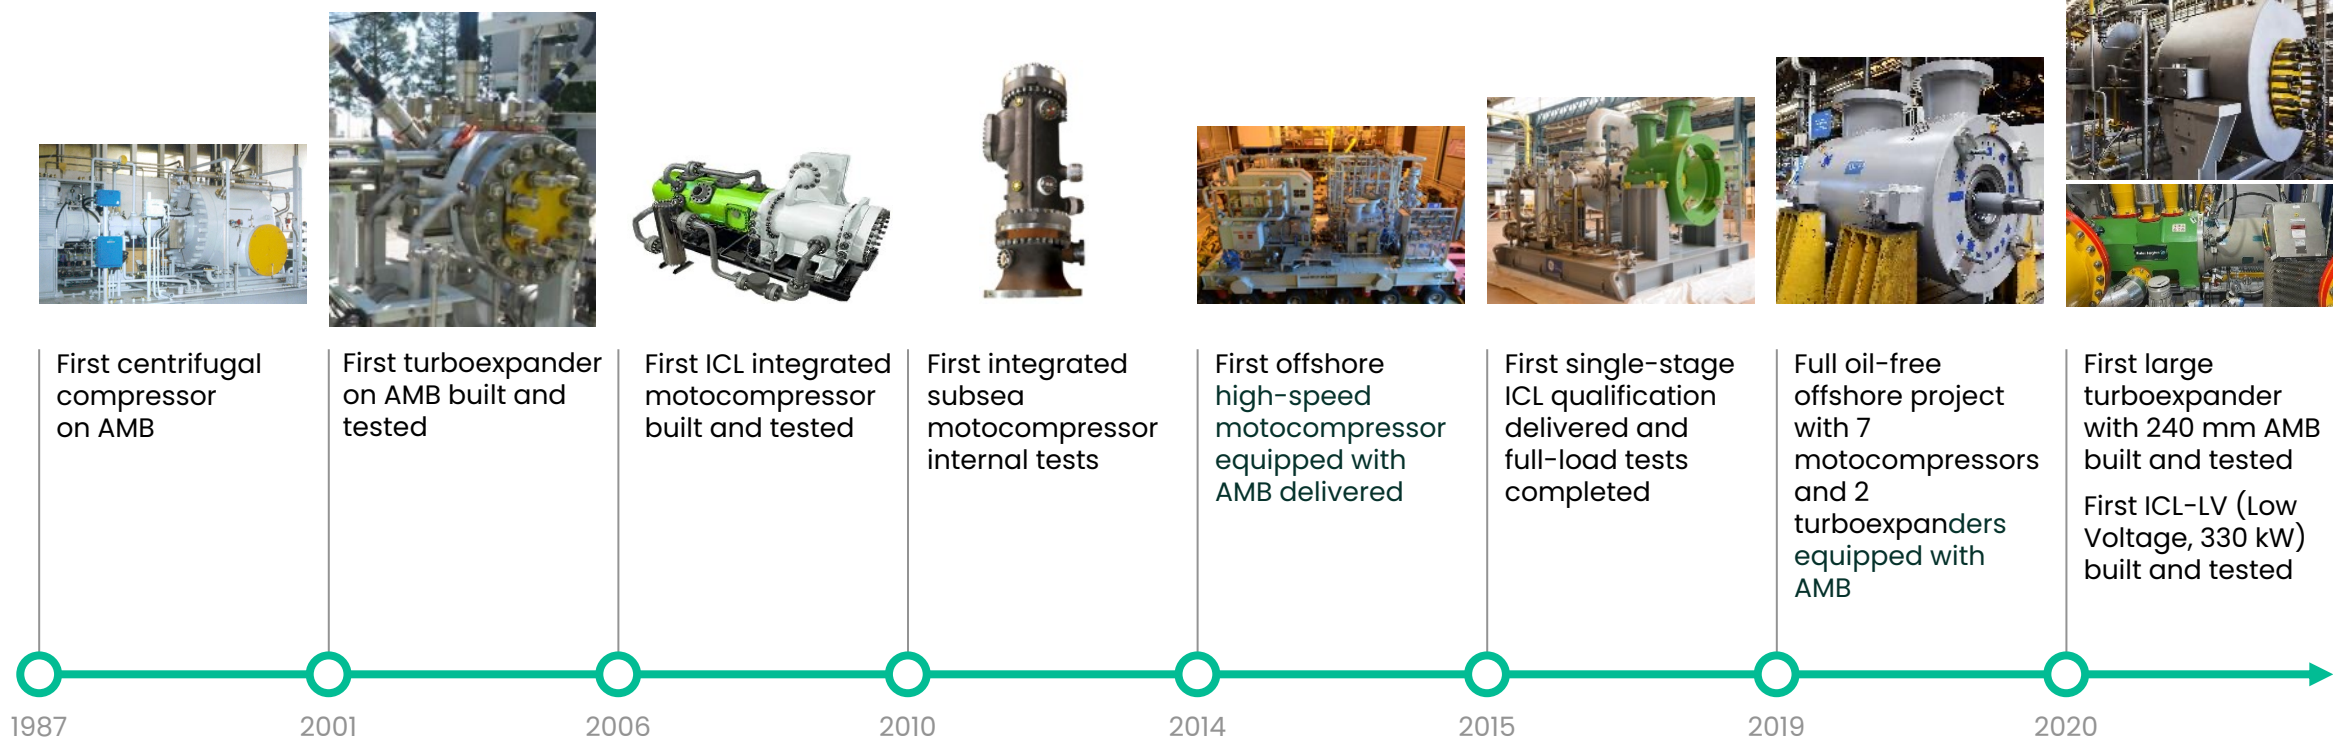 First centrifugal
compressor
on AMB
First turboexpander
on AMB built and
tested
First ICL integrated
motocompressor
built and tested
First integrated
subsea
motocompressor
internal tests
First offshore
high-speed
motocompressor
equipped with
AMB delivered
First single-stage
ICL qualification
delivered and
full-load tests
completed
Full oil-free
offshore project
with 7
motocompressors
and 2
turboexpanders
equipped with
AMB
First large
turboexpander
with 240 mm AMB
built and tested
First ICL-LV (Low
Voltage, 330 kW)
built and tested
1987
2001
2006
2010
2014
2015
2019
2020